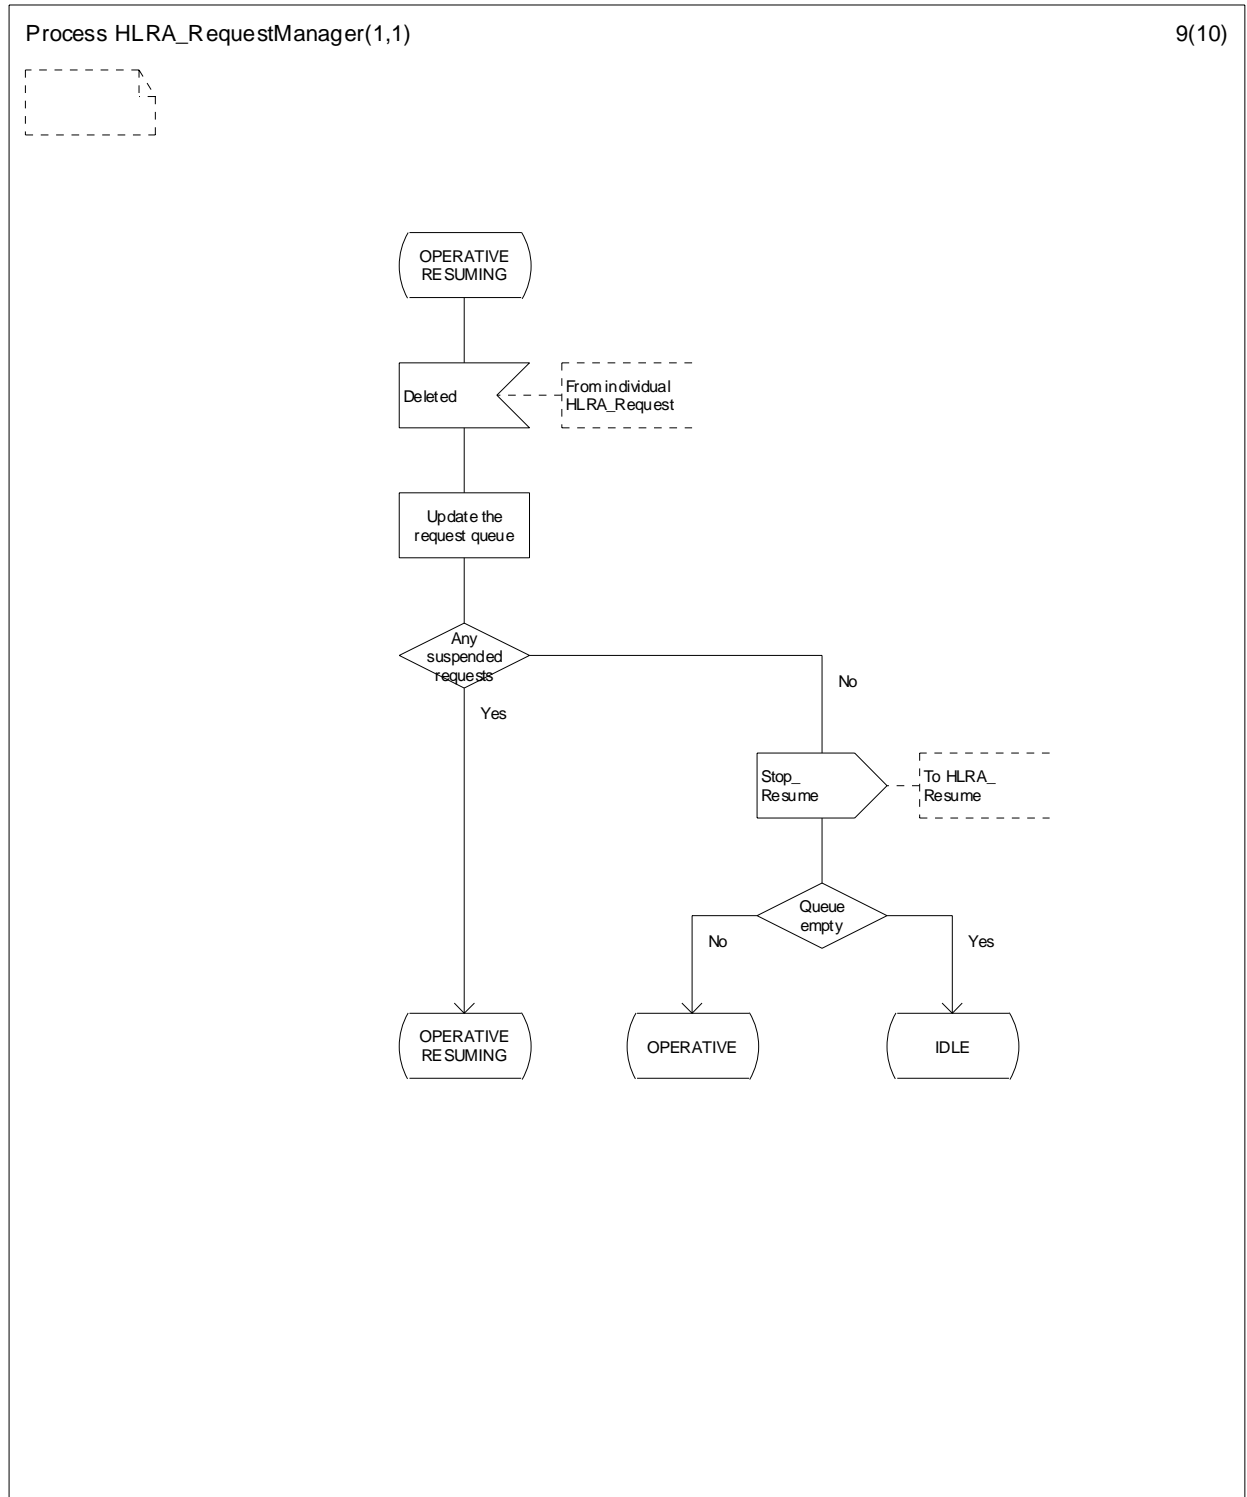 Process HLRA_RequestManager(1,1)
9(10)
OPERATIVE
RESUMING
Deleted
From individual
HLRA_Request
Update the
request queue
Any
suspended
requests
No
Yes
Stop_
Resume
To HLRA_
Resume
Queue
empty
No
Yes
OPERATIVE
RESUMING
OPERATIVE
IDLE